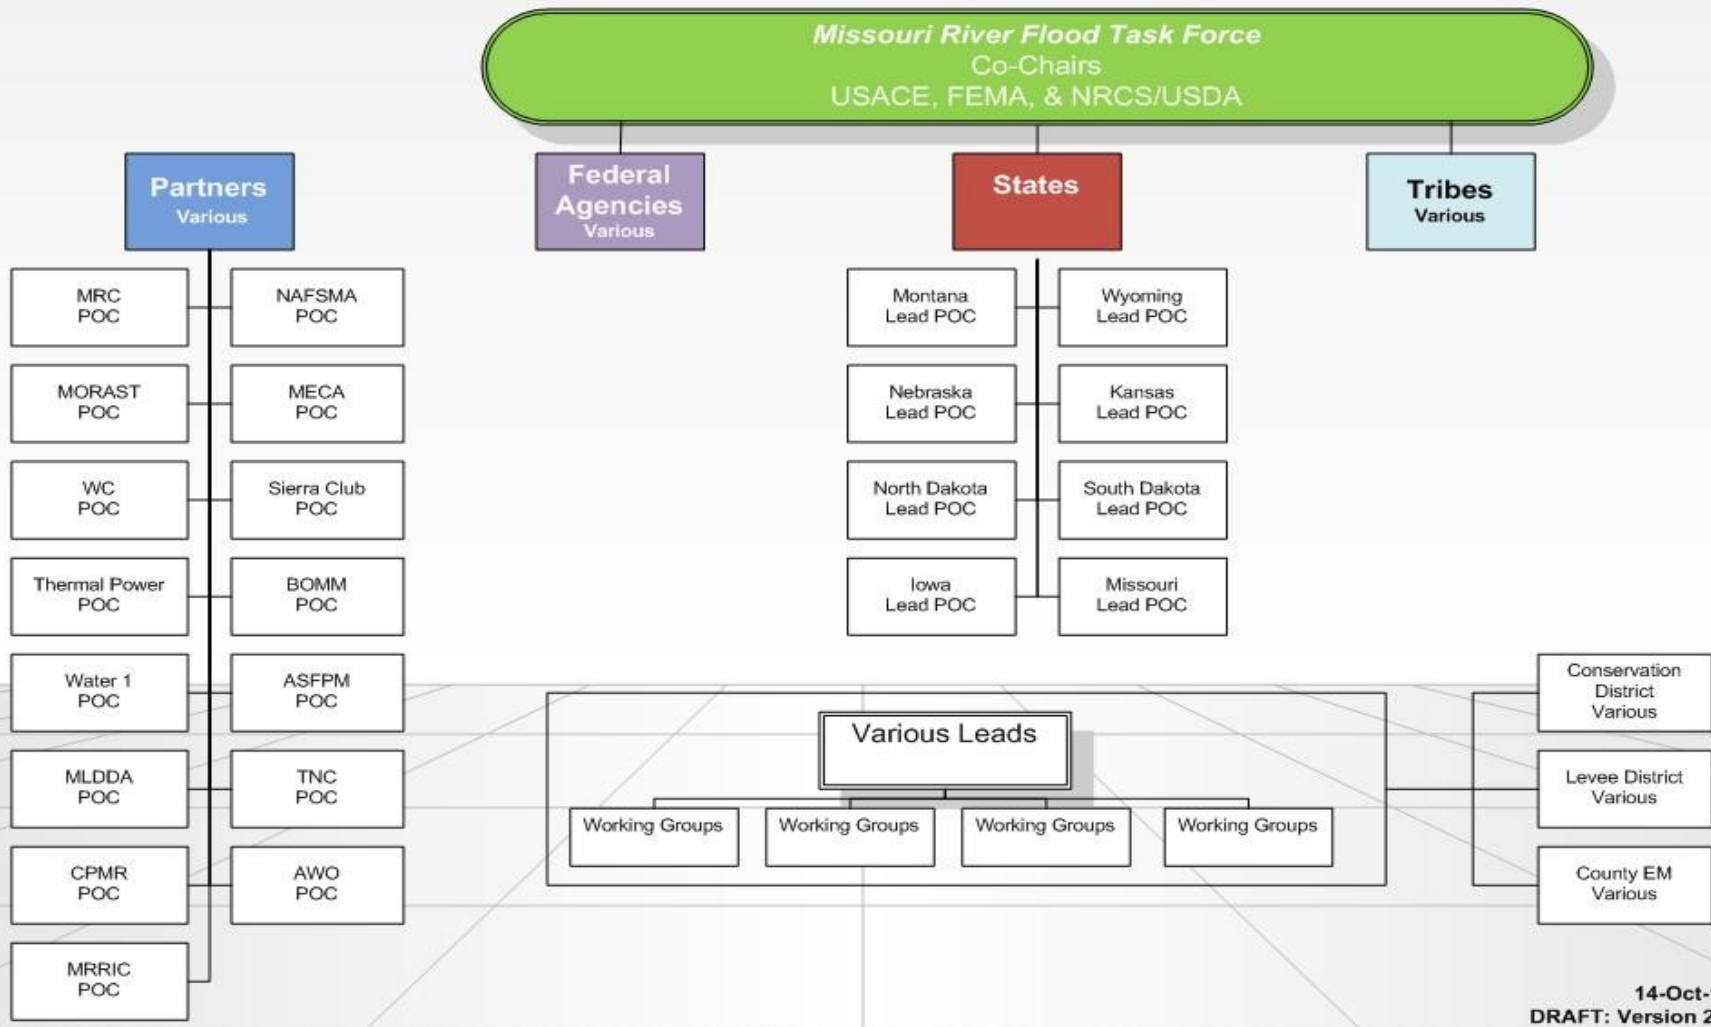 Missouri River Flood Task Force
Co-Chairs
USACE, FEMA, & NRCS/USDA
Partners
Various
Federal
Agencies
Various
States
Tribes
Various
MRC
POC
NAFSMA
POC
MORAST
POC
MECA
POC
WC
POC
Sierra Club
POC
Thermal Power
POC
BOMM
POC
Water 1
POC
ASFPM
POC
MLDDA
POC
TNC
POC
CPMR
POC
AWO
POC
MRRIC
POC
Montana
Lead POC
Wyoming
Lead POC
Nebraska
Lead POC
Kansas
Lead POC
North Dakota
Lead POC
South Dakota
Lead POC
Iowa
Lead POC
Missouri
Lead POC
Various Leads
Working Groups
Working Groups
Working Groups
Working Groups
Conservation
District
Various
Levee District
Various
County EM
Various
14-Oct-
DRAFT: Version 2